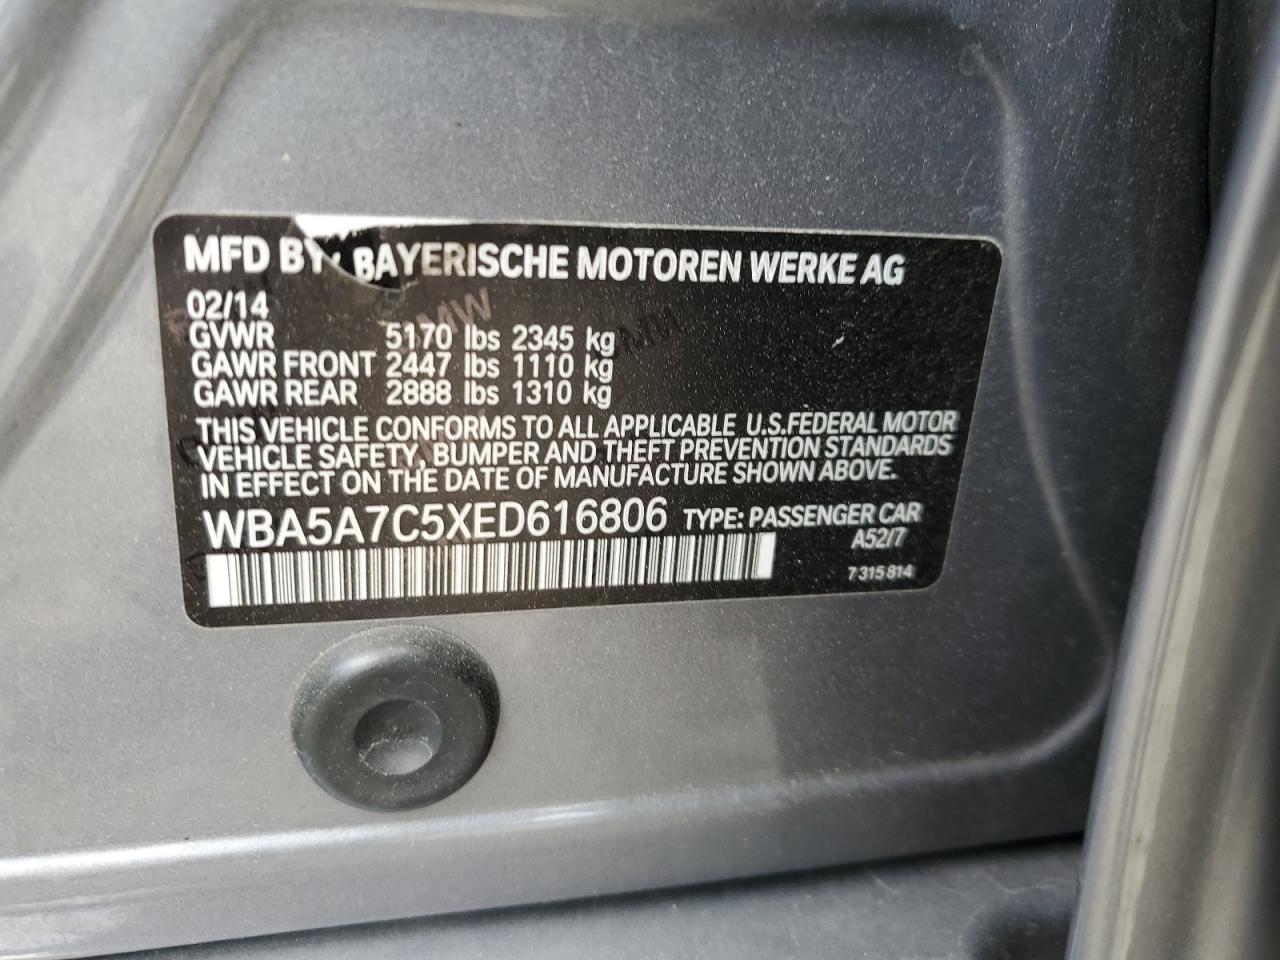 MFD BY: BAYERISCHE MOTOREN WERKE AG
02/14
GVWR 5170 lbs 2345 kg
GAWR FRONT 2447 lbs 1110 kg
GAWR REAR 2888 lbs 1310 kg
THIS VEHICLE CONFORMS TO ALL APPLICABLE U.S.FEDERAL MOTOR
VEHICLE SAFETY, BUMPER AND THEFT PREVENTION STANDARDS
IN EFFECT ON THE DATE OF MANUFACTURE SHOWN ABOVE.
WBA5A7C5XED616806 TYPE: PASSENGER CAR
A52/7
7 315 814